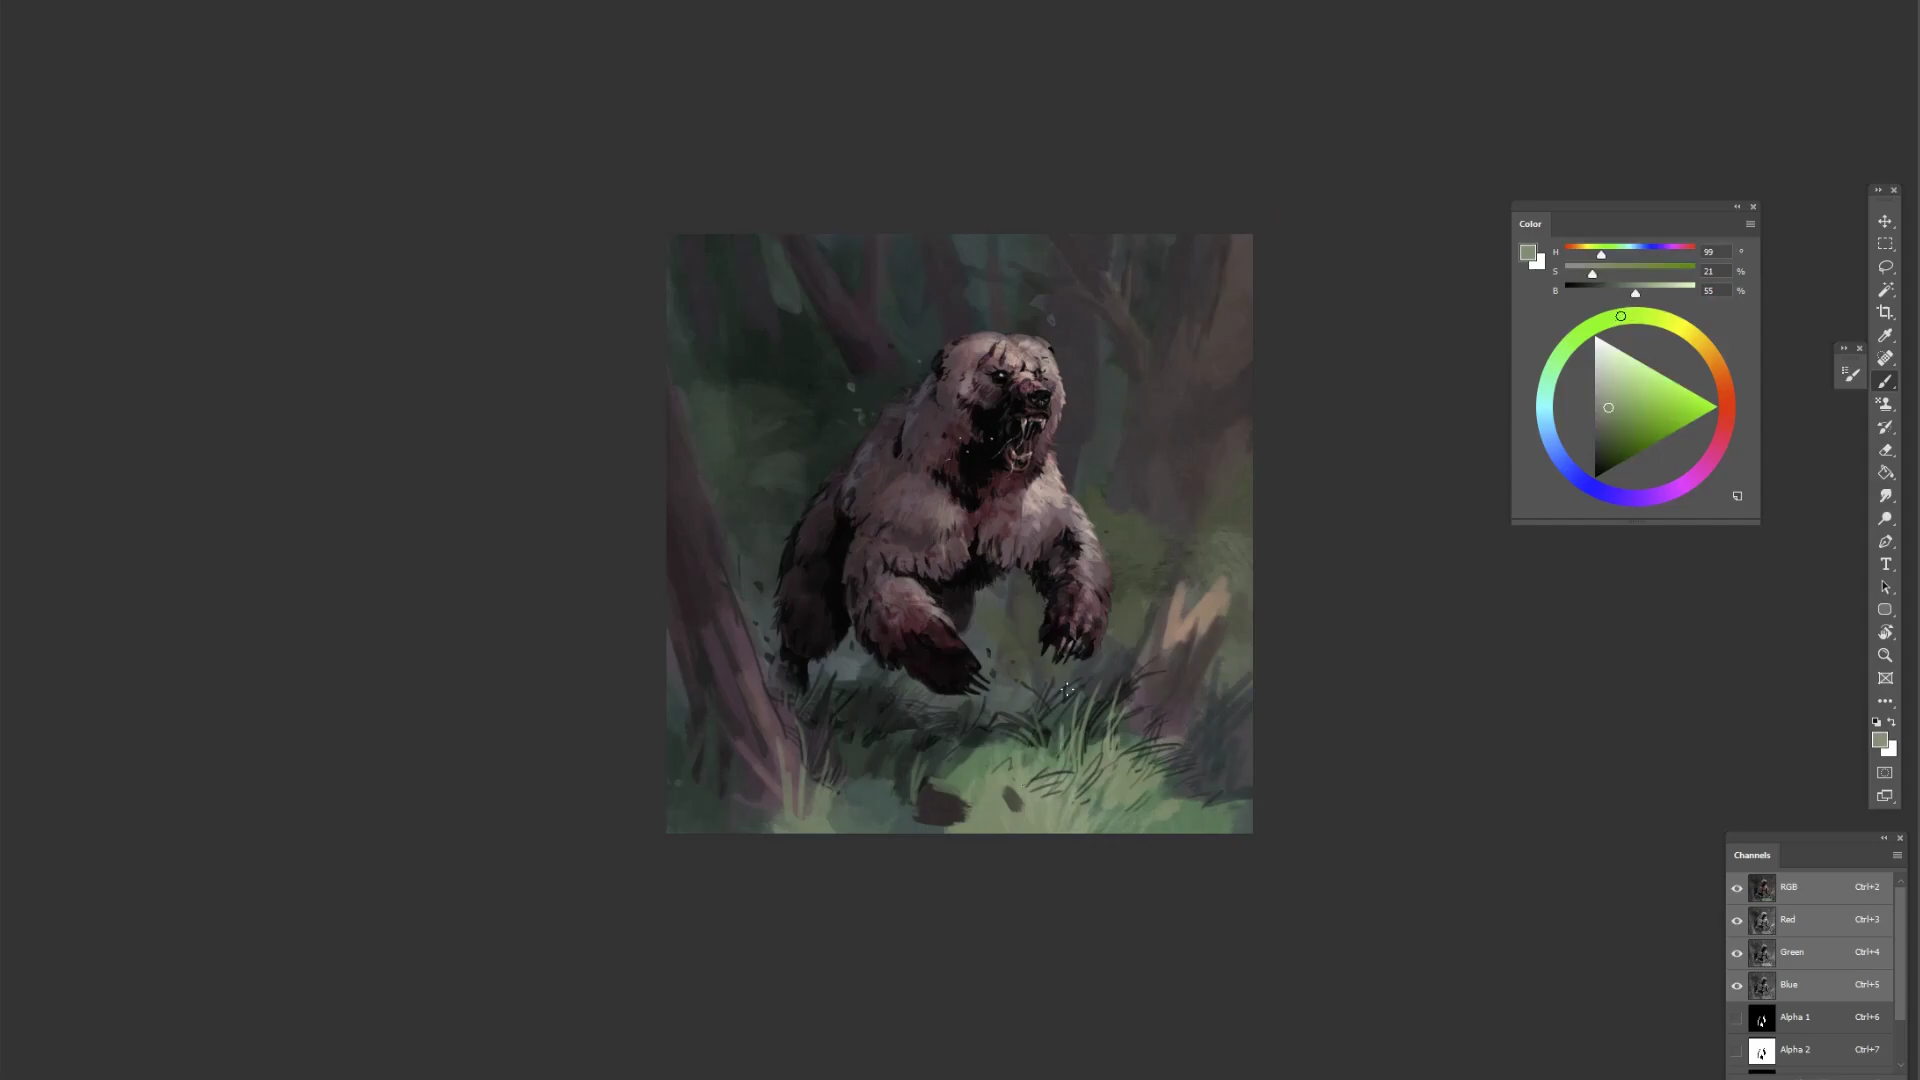 Color
H 99 °
S 21 %
B 55 %
T
Channels
RGB Ctrl+2
Red Ctrl+3
Green Ctrl+4
Blue Ctrl+5
Alpha 1 Ctrl+6
Alpha 2 Ctrl+7